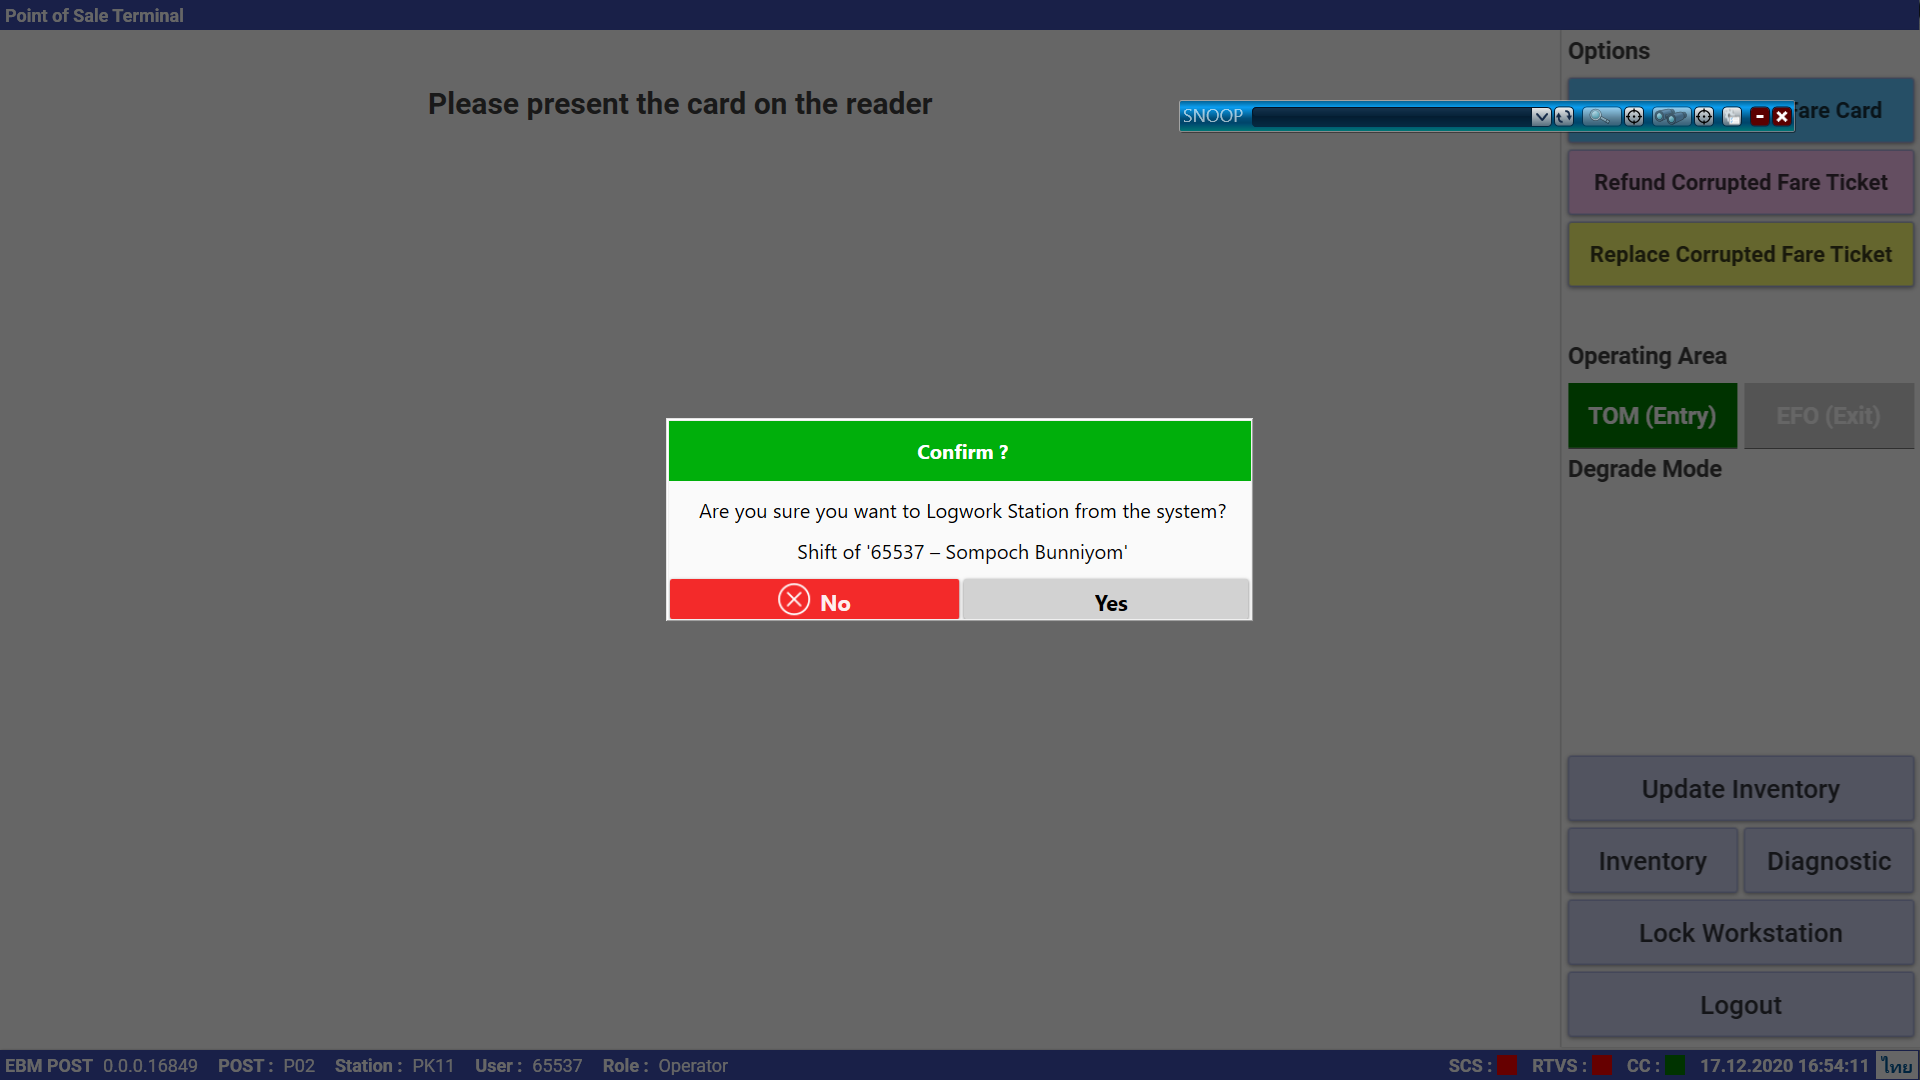 Point of Sale Terminal
Please present the card on the reader
SNOOP
Options
Fare Card
Refund Corrupted Fare Ticket
Replace Corrupted Fare Ticket
Operating Area
TOM (Entry)
EFO (Exit)
Degrade Mode
Confirm ?
Are you sure you want to Logwork Station from the system?
Shift of '65537 – Sompoch Bunniyom'
No
Yes
Update Inventory
Inventory
Diagnostic
Lock Workstation
Logout
EBM POST 0.0.0.16849 POST : P02 Station : PK11 User : 65537 Role : Operator
SCS : RTVS : CC : 17.12.2020 16:54:11 ไทย